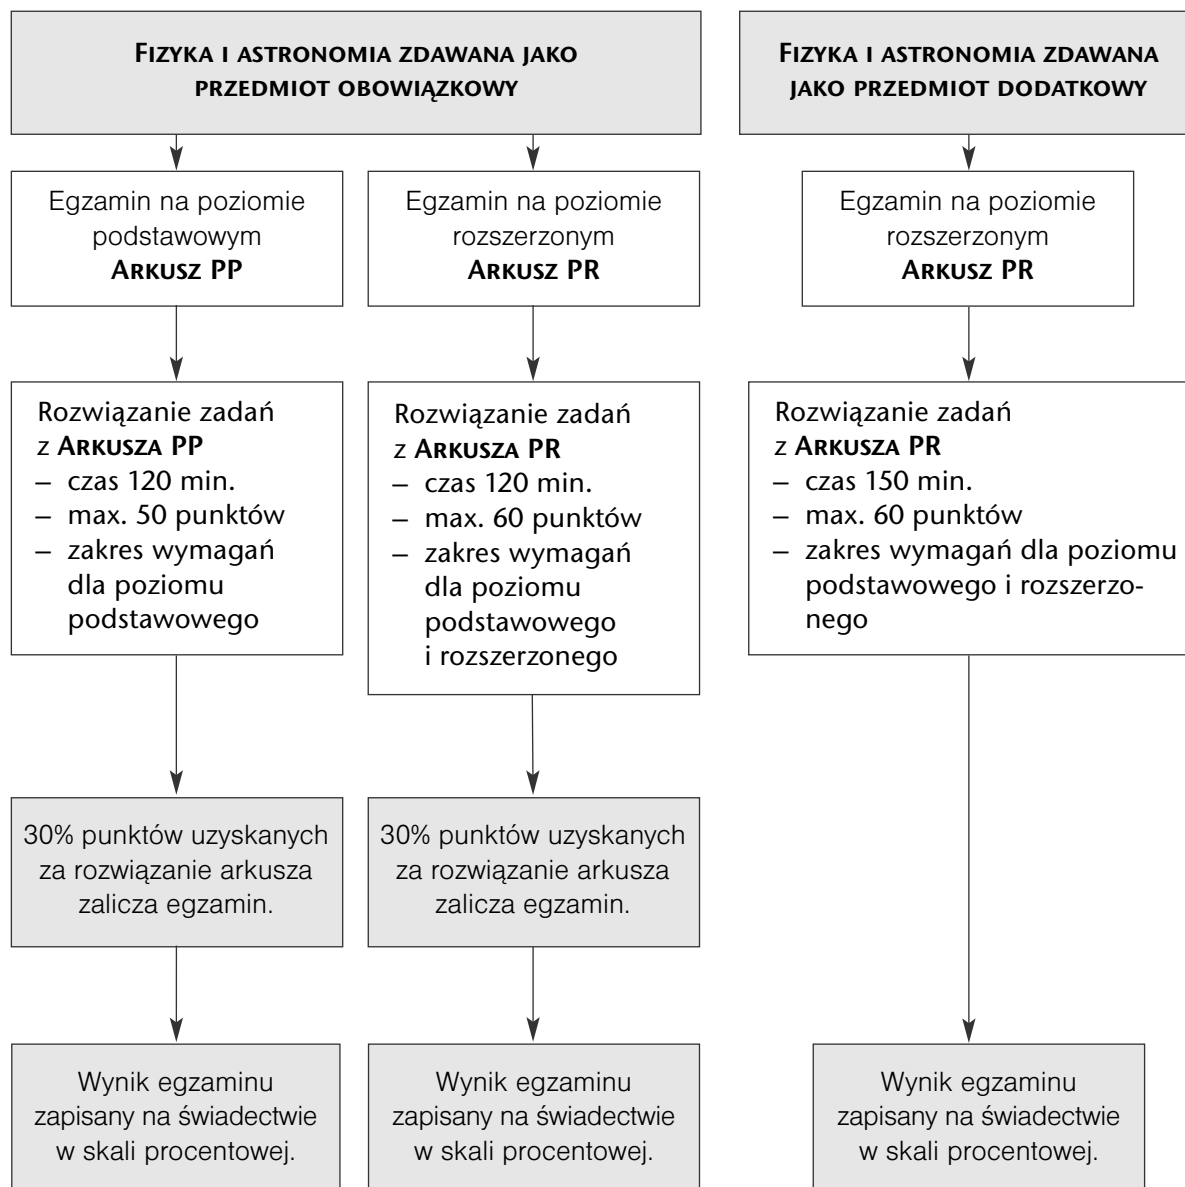 FIZYKA I ASTRONOMIA ZDAWANA JAKO
PRZEDMIOT OBOWIĄZKOWY
Egzamin na poziomie
podstawowym
ARKUSZ PP
Rozwiązanie zadań
z ARKUSZA PP
– czas 120 min.
– max. 50 punktów
– zakres wymagań
dla poziomu
podstawowego
30% punktów uzyskanych
za rozwiązanie arkusza
zalicza egzamin.
Wynik egzaminu
zapisany na świadectwie
w skali procentowej.
Egzamin na poziomie
rozszerzonym
ARKUSZ PR
Rozwiązanie zadań
z ARKUSZA PR
– czas 120 min.
– max. 60 punktów
– zakres wymagań
dla poziomu
podstawowego
i rozszerzonego
30% punktów uzyskanych
za rozwiązanie arkusza
zalicza egzamin.
Wynik egzaminu
zapisany na świadectwie
w skali procentowej.
FIZYKA I ASTRONOMIA ZDAWANA
JAKO PRZEDMIOT DODATKOWY
Egzamin na poziomie
rozszerzonym
ARKUSZ PR
Rozwiązanie zadań
z ARKUSZA PR
– czas 150 min.
– max. 60 punktów
– zakres wymagań dla poziomu
podstawowego i rozszerzo-
nego
Wynik egzaminu
zapisany na świadectwie
w skali procentowej.